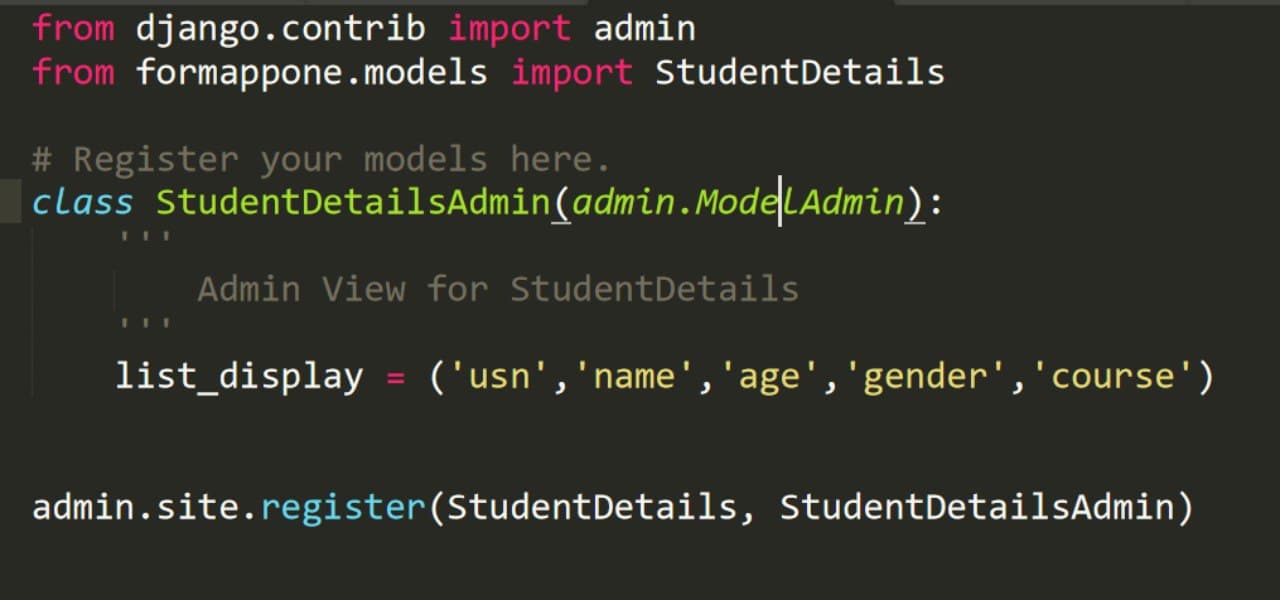 from django.contrib import admin
from formappone.models import StudentDetails
# Register your models here.
class StudentDetailsAdmin(admin.ModelAdmin):
'''
Admin View for StudentDetails
'''
list_display = ('usn','name','age','gender','course')
admin.site.register(StudentDetails, StudentDetailsAdmin)